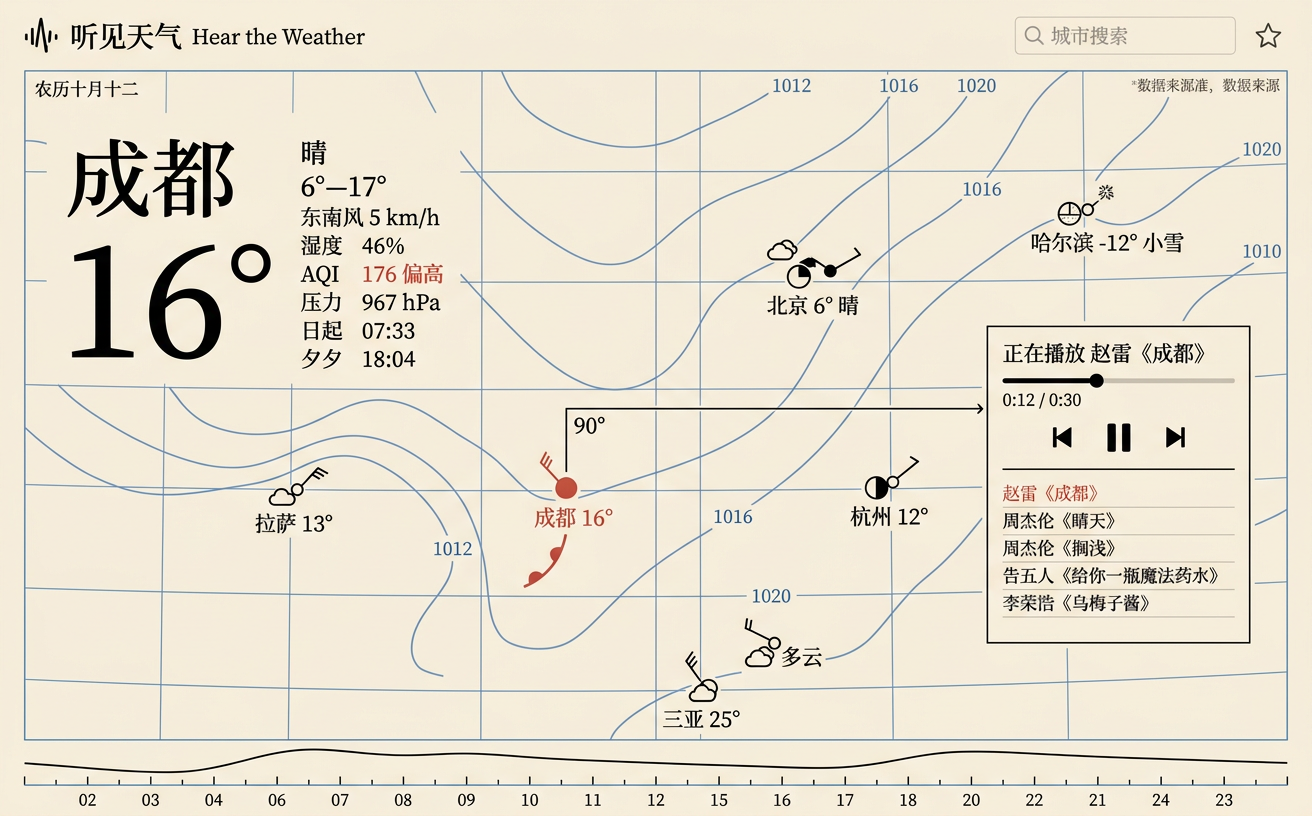 听见天气 Hear the Weather
城市搜索
农历十月十二
*数据来源准，数据来源
成都
16°
晴
6°—17°
东南风 5 km/h
湿度 46%
AQI 176 偏高
压力 967 hPa
日起 07:33
夕夕 18:04
1012
1016
1020
1020
1016
1010
哈尔滨 -12° 小雪
北京 6° 晴
正在播放 赵雷《成都》
0:12 / 0:30
90°
赵雷《成都》
周杰伦《晴天》
周杰伦《搁浅》
告五人《给你一瓶魔法药水》
李荣浩《乌梅子酱》
拉萨 13°
成都 16°
杭州 12°
1016
1012
1020
多云
三亚 25°
02 03 04 06 07 08 09 10 11 12 15 16 17 18 20 22 21 24 23